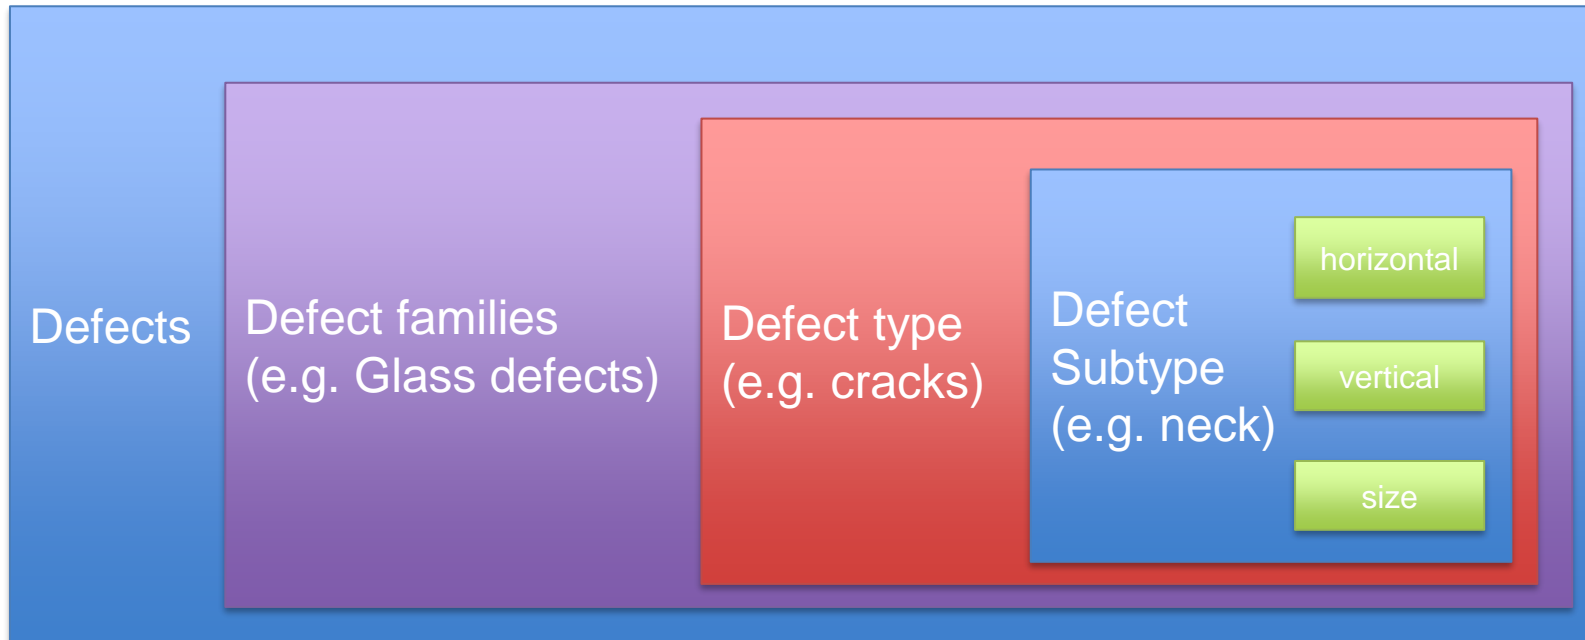 Defects
Defect families
(e.g. Glass defects)
Defect type
(e.g. cracks)
Defect
Subtype
(e.g. neck)
horizontal
vertical
size